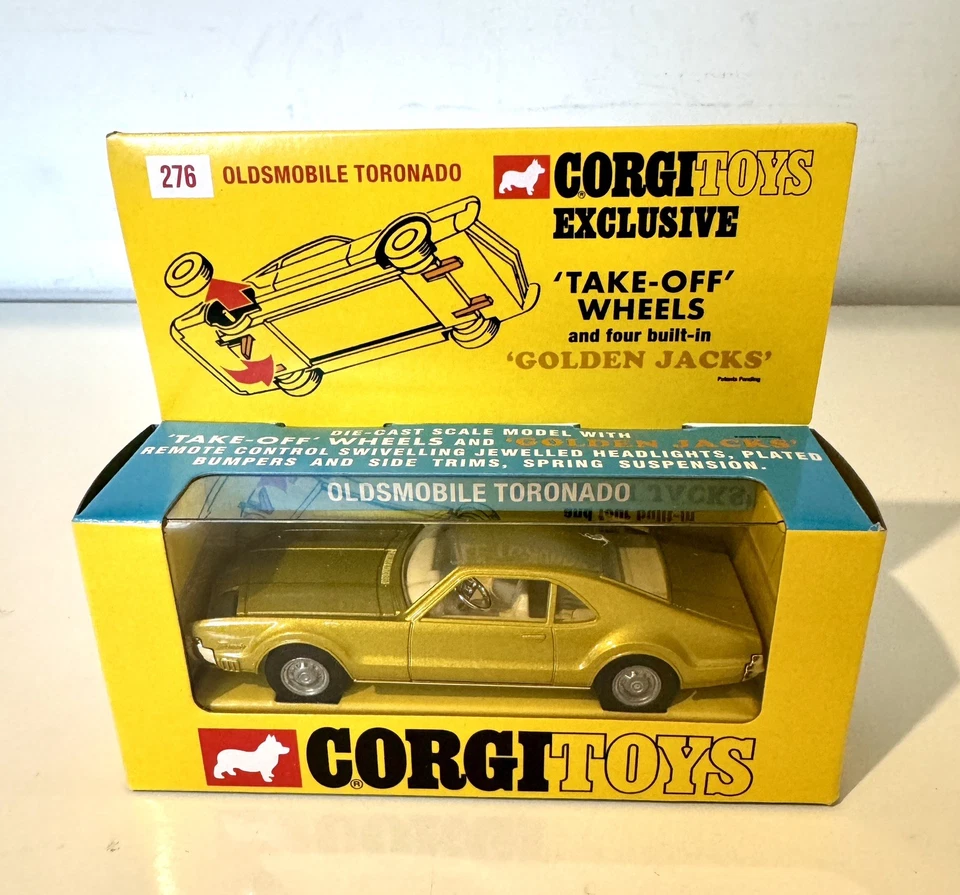 276 OLDSMOBILE TORONADO
CORGI TOYS
®
EXCLUSIVE
'TAKE-OFF'
WHEELS
and four built-in
'GOLDEN JACKS'
Patents Pending
DIE-CAST SCALE MODEL WITH
'TAKE-OFF' WHEELS AND 'GOLDEN JACKS'
REMOTE CONTROL SWIVELLING JEWELLED HEADLIGHTS, PLATED
BUMPERS AND SIDE TRIMS, SPRING SUSPENSION.
OLDSMOBILE TORONADO
CORGI TOYS
®